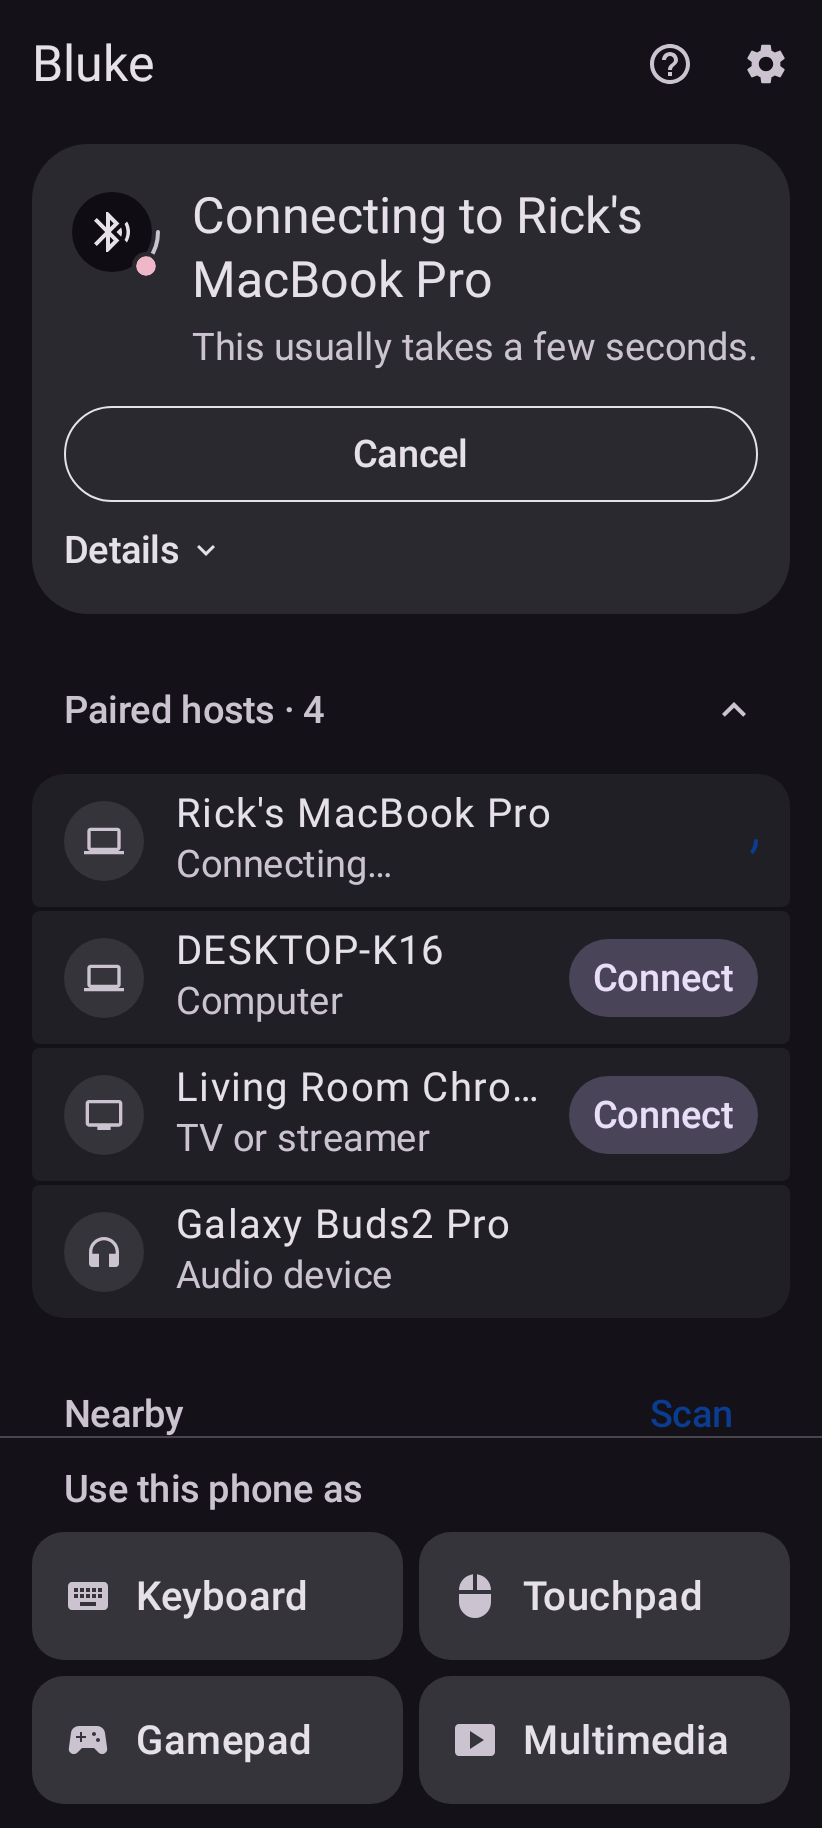 Bluke
Connecting to Rick's
MacBook Pro
This usually takes a few seconds.
Cancel
Details
Paired hosts · 4
Rick's MacBook Pro
Connecting...
DESKTOP-K16
Computer
Connect
Living Room Chro...
TV or streamer
Connect
Galaxy Buds2 Pro
Audio device
Nearby
Scan
Use this phone as
Keyboard
Touchpad
Gamepad
Multimedia